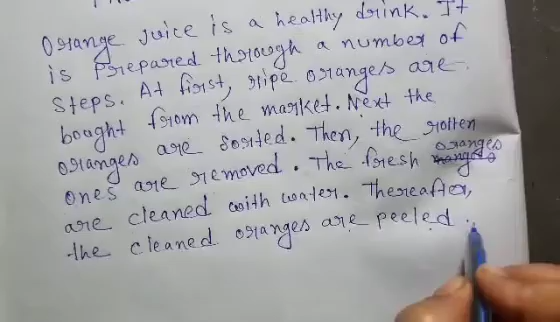 Orange juice is a healthy drink. It
is prepared through a number of
steps. At first, ripe oranges are
bought from the market. Next the
oranges are sorted. Then, the rotten
ones are removed. The fresh oranges
are cleaned with water. Thereafter,
the cleaned oranges are peeled.